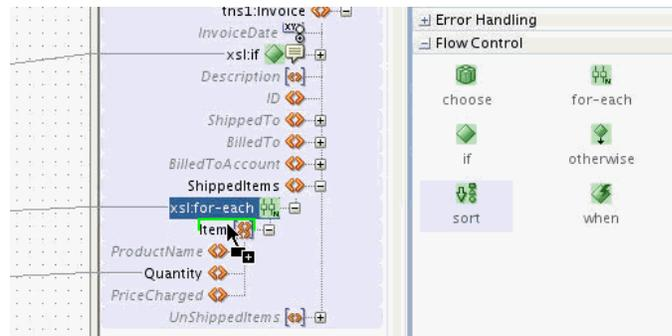 tns1:Invoice
InvoiceDate
xsl:if
Description
ID
ShippedTo
BilledTo
BilledToAccount
ShippedItems
xsl:for-each
Item
ProductName
Quantity
PriceCharged
UnShippedItems
Error Handling
Flow Control
choose for-each
if otherwise
sort when